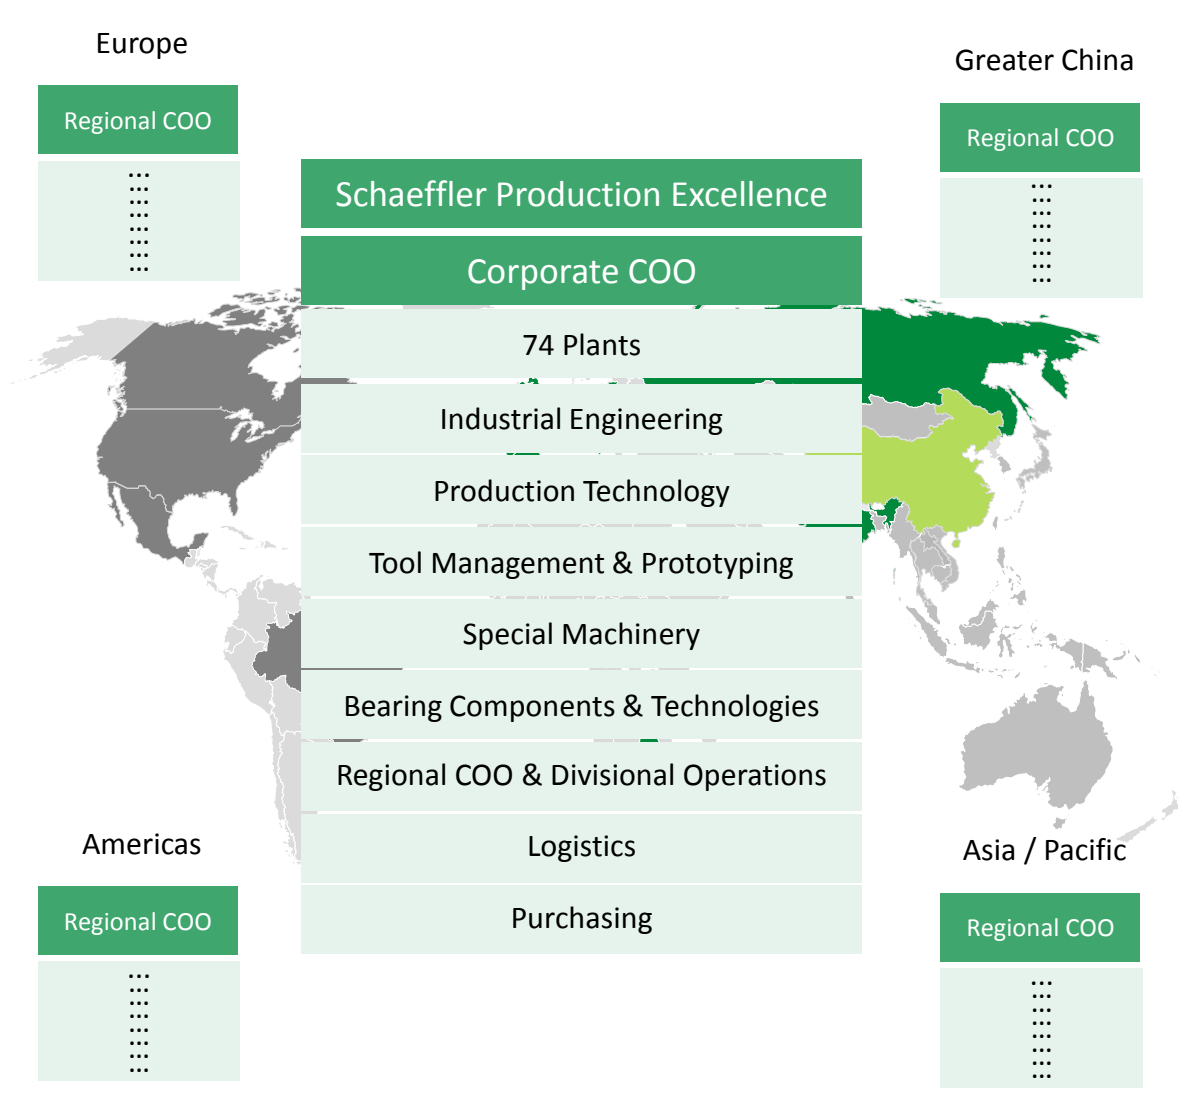 Europe
Regional COO
...
...
...
...
...
...
...
...
Greater China
Regional COO
...
...
...
...
...
...
...
...
Schaeffler Production Excellence
Corporate COO
74 Plants
Industrial Engineering
Production Technology
Tool Management & Prototyping
Special Machinery
Bearing Components & Technologies
Regional COO & Divisional Operations
Logistics
Purchasing
Americas
Regional COO
...
...
...
...
...
...
...
...
Asia / Pacific
Regional COO
...
...
...
...
...
...
...
...